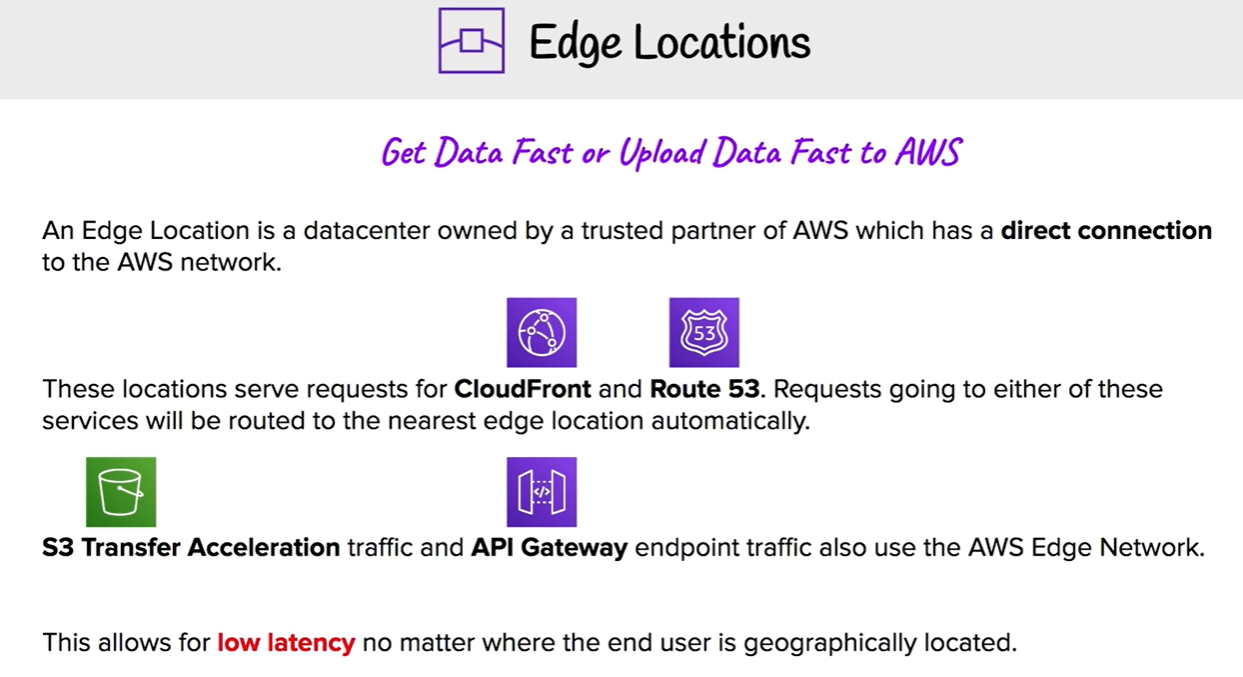 Edge Locations
Get Data Fast or Upload Data Fast to AWS
An Edge Location is a datacenter owned by a trusted partner of AWS which has a direct connection
to the AWS network.
53
These locations serve requests for CloudFront and Route 53. Requests going to either of these
services will be routed to the nearest edge location automatically.
</>
S3 Transfer Acceleration traffic and API Gateway endpoint traffic also use the AWS Edge Network.
This allows for low latency no matter where the end user is geographically located.